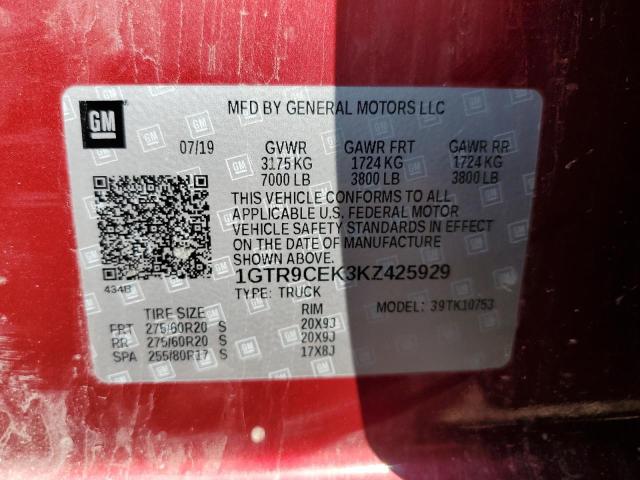 GM
MFD BY GENERAL MOTORS LLC
07/19 GVWR GAWR FRT GAWR RR
3175 KG 1724 KG 1724 KG
7000 LB 3800 LB 3800 LB
THIS VEHICLE CONFORMS TO ALL
APPLICABLE U.S. FEDERAL MOTOR
VEHICLE SAFETY STANDARDS IN EFFECT
ON THE DATE OF MANUFACTURE
SHOWN ABOVE.
434B
1GTR9CEK3KZ425929
TYPE: TRUCK MODEL: 39TK10753
TIRE SIZE RIM
FRT 275/60R20 S 20X9J
RR 275/60R20 S 20X9J
SPA 255/80R17 S 17X8J